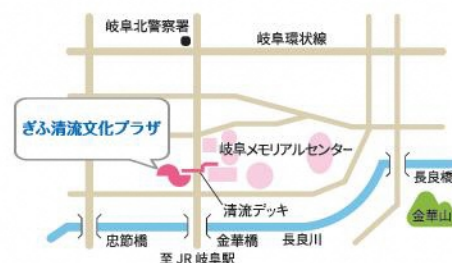 岐阜北警察署
岐阜環状線
ぎふ清流文化プラザ
岐阜メモリアルセンター
長良橋
清流デッキ
金華山
忠節橋
金華橋
長良川
至JR岐阜駅